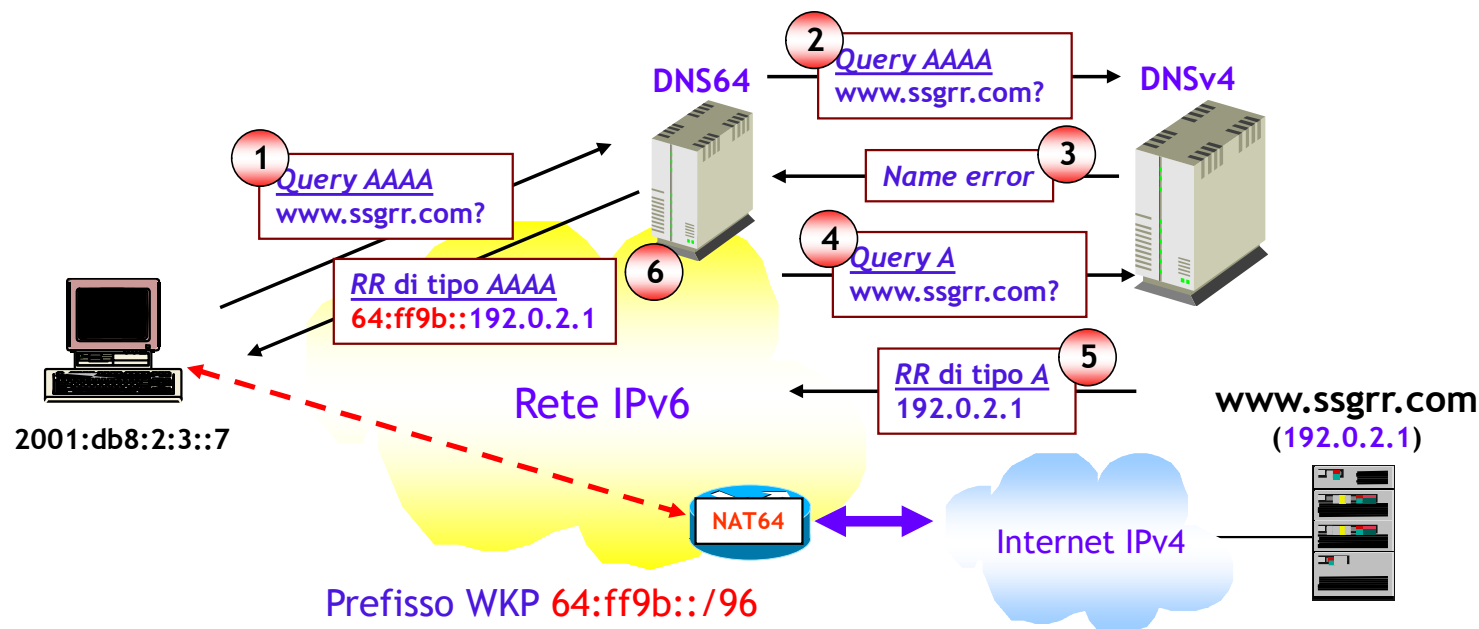 2
Query AAAA
www.ssgrr.com?
DNS64
DNSv4
1
Query AAAA
www.ssgrr.com?
Name error
3
4
Query A
www.ssgrr.com?
6
RR di tipo AAAA
64:ff9b::192.0.2.1
5
RR di tipo A
192.0.2.1
Rete IPv6
www.ssgrr.com
(192.0.2.1)
2001:db8:2:3::7
NAT64
Internet IPv4
Prefisso WKP 64:ff9b::/96